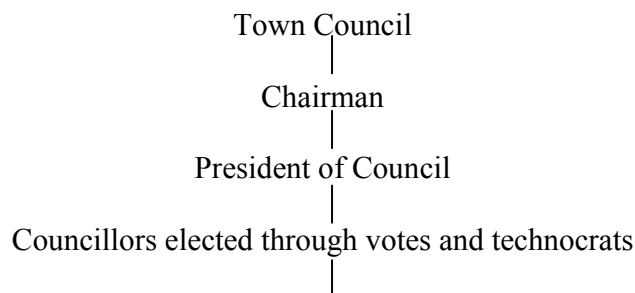 Town Council
Chairman
President of Council
Councillors elected through votes and technocrats